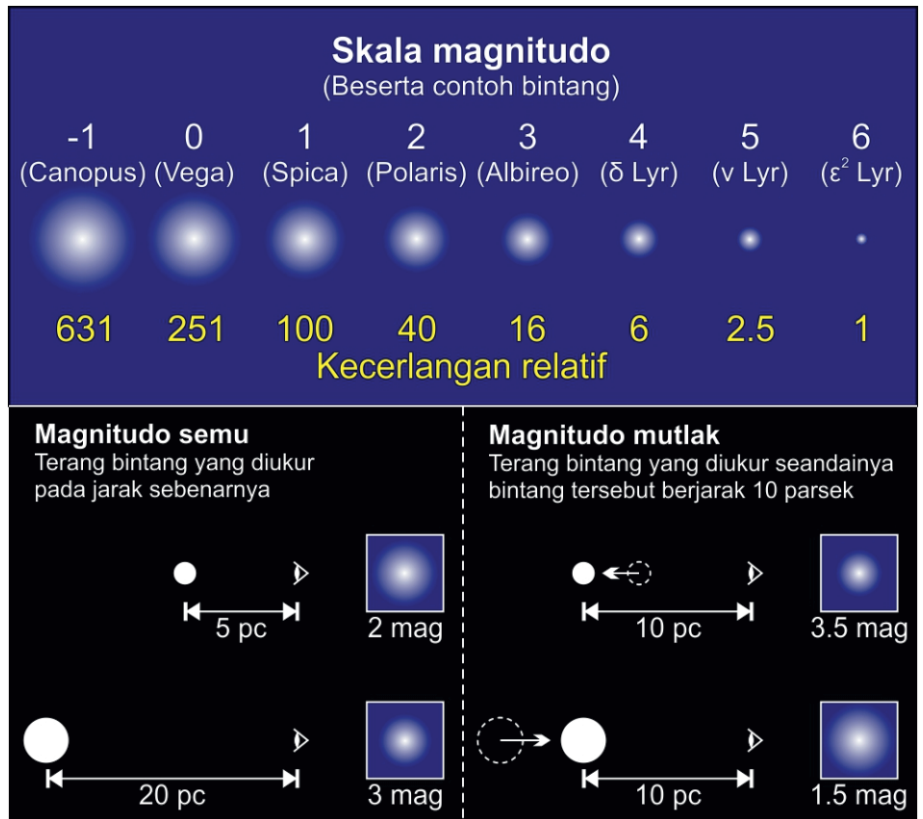 Skala magnitudo
(Beserta contoh bintang)
-1 0 1 2 3 4 5 6
(Canopus) (Vega) (Spica) (Polaris) (Albireo) (δ Lyr) (ν Lyr) (ε² Lyr)
631 251 100 40 16 6 2.5 1
Kecerlangan relatif
Magnitudo semu
Terang bintang yang diukur
pada jarak sebenarnya
5 pc
2 mag
20 pc
3 mag
Magnitudo mutlak
Terang bintang yang diukur seandainya
bintang tersebut berjarak 10 parsek
10 pc
3.5 mag
10 pc
1.5 mag